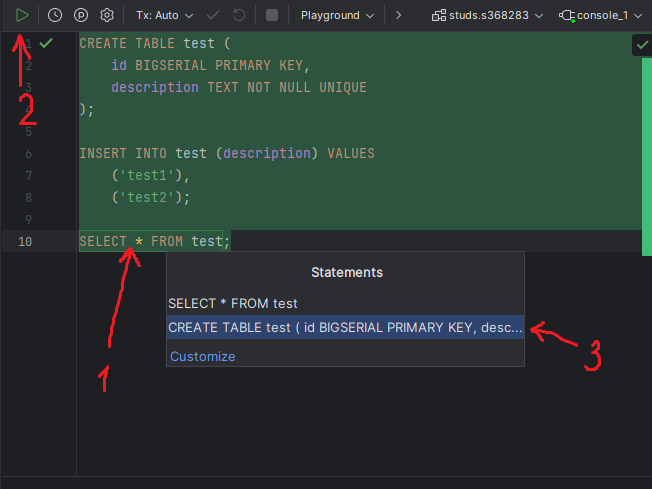 Tx: Auto Playground studs.s368283 console_1
1 CREATE TABLE test (
2 id BIGSERIAL PRIMARY KEY,
3 description TEXT NOT NULL UNIQUE
4 );
2
5
6 INSERT INTO test (description) VALUES
7 ('test1'),
8 ('test2');
9
10 SELECT * FROM test;
Statements
SELECT * FROM test
CREATE TABLE test ( id BIGSERIAL PRIMARY KEY, desc...
3
Customize
1